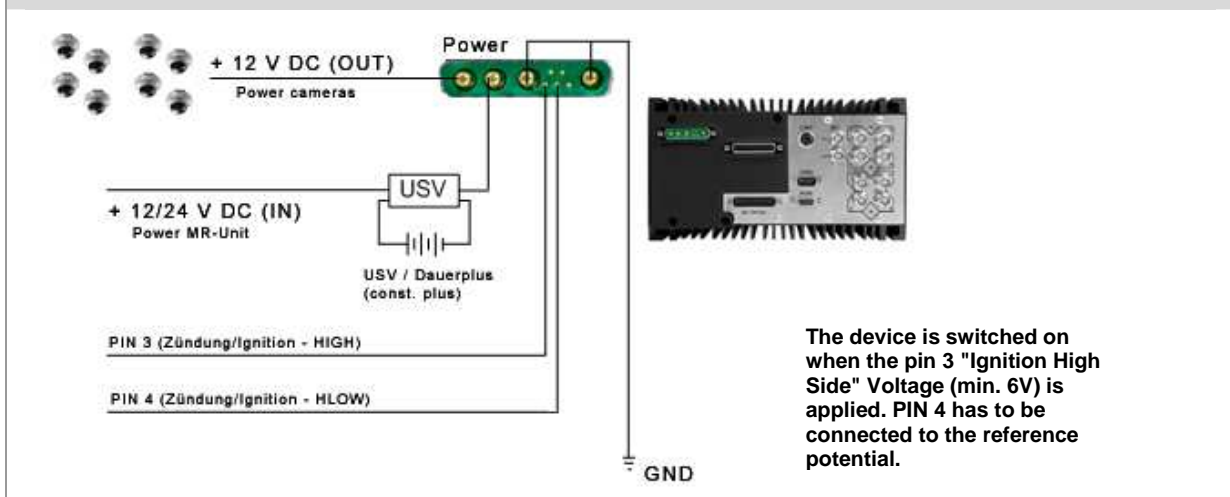 Power
+ 12 V DC (OUT)
Power cameras
USV
+ 12/24 V DC (IN)
Power MR-Unit
USV / Dauerplus
(const. plus)
PIN 3 (Zündung/Ignition - HIGH)
PIN 4 (Zündung/Ignition - HLOW)
GND
The device is switched on
when the pin 3 "Ignition High
Side" Voltage (min. 6V) is
applied. PIN 4 has to be
connected to the reference
potential.